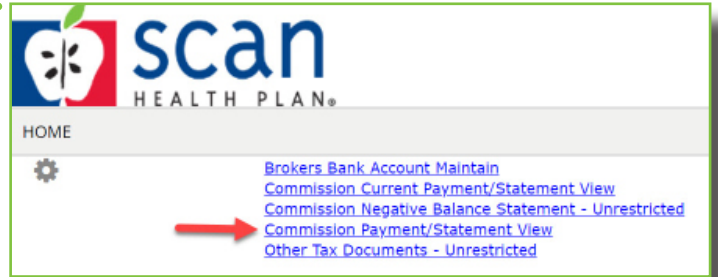 scan
HEALTH PLAN®
HOME
Brokers Bank Account Maintain
Commission Current Payment/Statement View
Commission Negative Balance Statement - Unrestricted
Commission Payment/Statement View
Other Tax Documents - Unrestricted